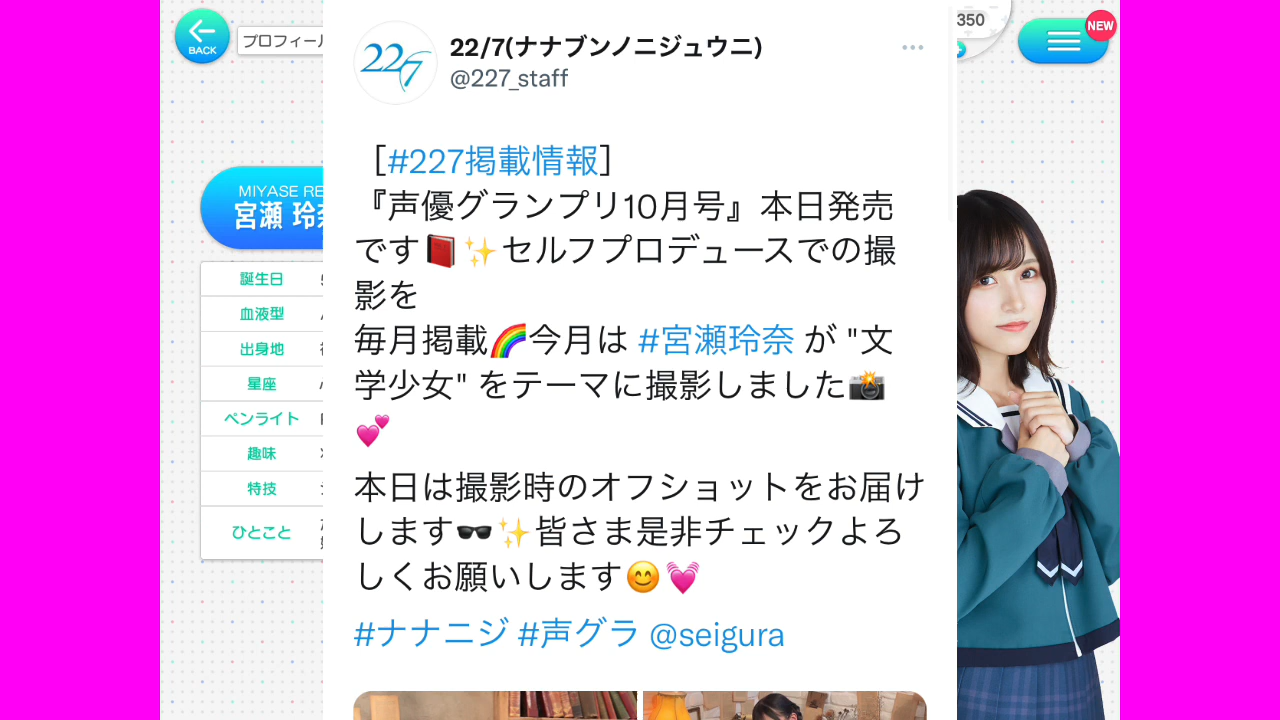 BACK
プロフィール
350
NEW
22/7
22/7(ナナブンノニジュウニ)
@227_staff
［#227掲載情報］
『声優グランプリ10月号』本日発売
です📕✨セルフプロデュースでの撮
影を
毎月掲載🌈今月は #宮瀬玲奈 が "文
学少女" をテーマに撮影しました📸
💕
本日は撮影時のオフショットをお届け
します🕶️✨皆さま是非チェックよろ
しくお願いします😊💓
#ナナニジ #声グラ @seigura
MIYASE RE
宮瀬 玲奈
誕生日
血液型
出身地
星座
ペンライト
趣味
特技
ひとこと